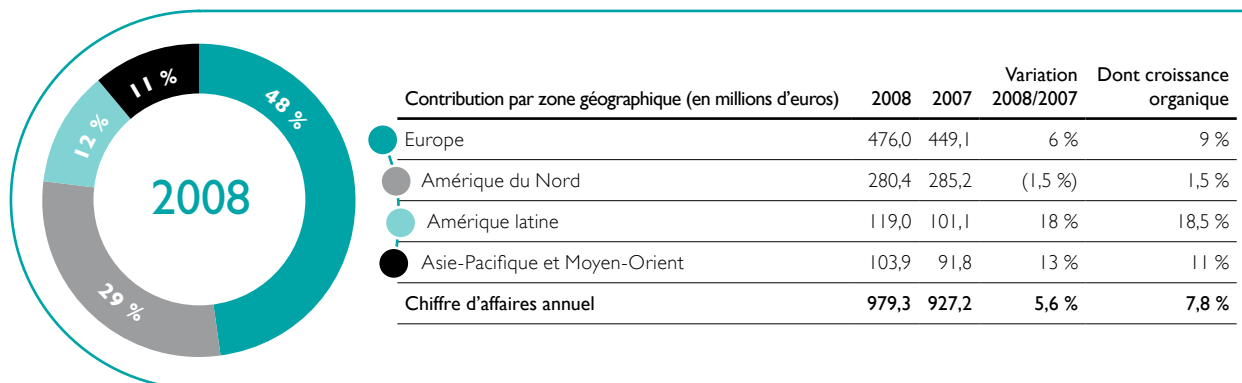 11 %
48 %
12 %
2008
29 %
Variation Dont croissance
Contribution par zone géographique (en millions d'euros) 2008 2007 2008/2007 organique
Europe 476,0 449,1 6 % 9 %
Amérique du Nord 280,4 285,2 (1,5 %) 1,5 %
Amérique latine 119,0 101,1 18 % 18,5 %
Asie-Pacifique et Moyen-Orient 103,9 91,8 13 % 11 %
Chiffre d'affaires annuel 979,3 927,2 5,6 % 7,8 %